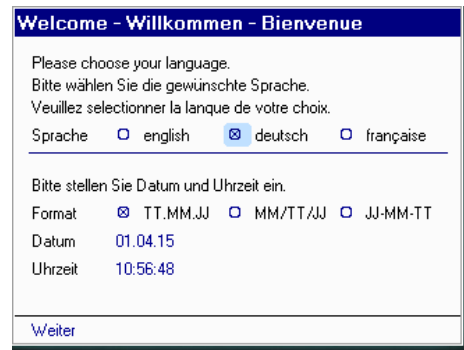 Welcome - Willkommen - Bienvenue
Please choose your language.
Bitte wählen Sie die gewünschte Sprache.
Veuillez selectionner la lanque de votre choix.
Sprache english deutsch française
Bitte stellen Sie Datum und Uhrzeit ein.
Format TT.MM.JJ MM/TT/JJ JJ-MM-TT
Datum 01.04.15
Uhrzeit 10:56:48
Weiter